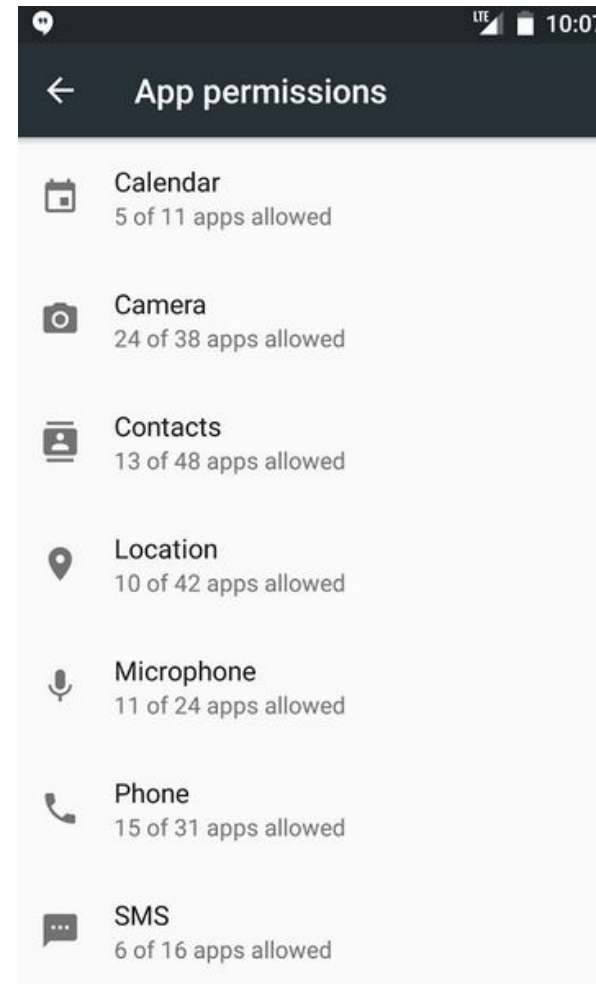 LTE 10:07
App permissions
Calendar
5 of 11 apps allowed
Camera
24 of 38 apps allowed
Contacts
13 of 48 apps allowed
Location
10 of 42 apps allowed
Microphone
11 of 24 apps allowed
Phone
15 of 31 apps allowed
SMS
6 of 16 apps allowed